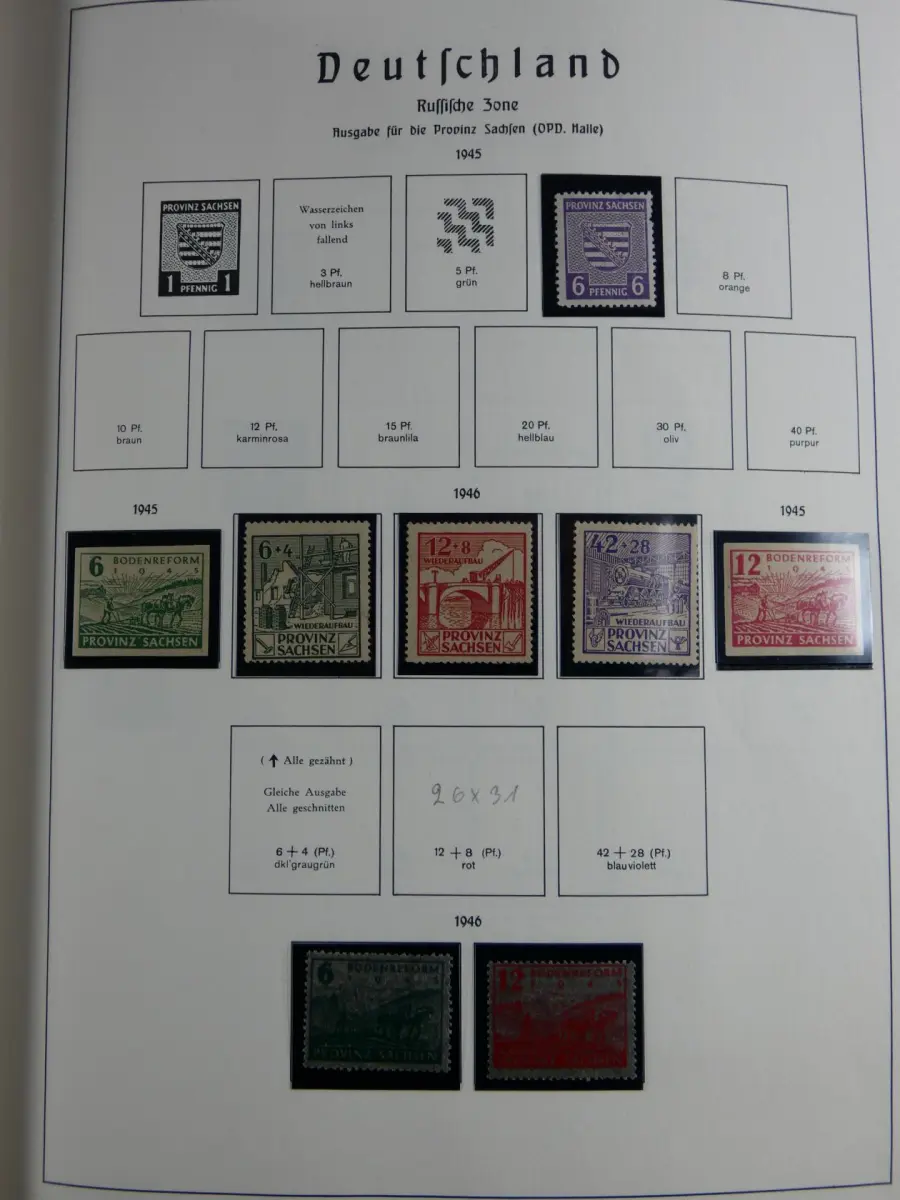 Deutſchland
Ruſſiſche Zone
Ausgabe für die Provinz Sachſen (OPD. Halle)
1945
PROVINZ SACHSEN
1 1
PFENNIG
Waſſerzeichen
von links
fallend
3 Pf.
hellbraun
5 Pf.
grün
PROVINZ SACHSEN
6 6
PFENNIG
8 Pf.
orange
10 Pf.
braun
12 Pf.
karminrosa
15 Pf.
braunlila
20 Pf.
hellblau
30 Pf.
oliv
40 Pf.
purpur
1945
1946
1945
6 BODENREFORM
1945
PROVINZ SACHSEN
6+4
WIEDERAUFBAU
PROVINZ
SACHSEN
12+8
WIEDERAUFBAU
PROVINZ
SACHSEN
42+28
WIEDERAUFBAU
PROVINZ
SACHSEN
12 BODENREFORM
1945
PROVINZ SACHSEN
(↑ Alle gezähnt)
Gleiche Ausgabe
Alle geschnitten
6 + 4 (Pf.)
dkl'graugrün
26 x 31
12 + 8 (Pf.)
rot
42 + 28 (Pf.)
blauviolett
1946
6 BODENREFORM
1945
PROVINZ SACHSEN
12 BODENREFORM
1945